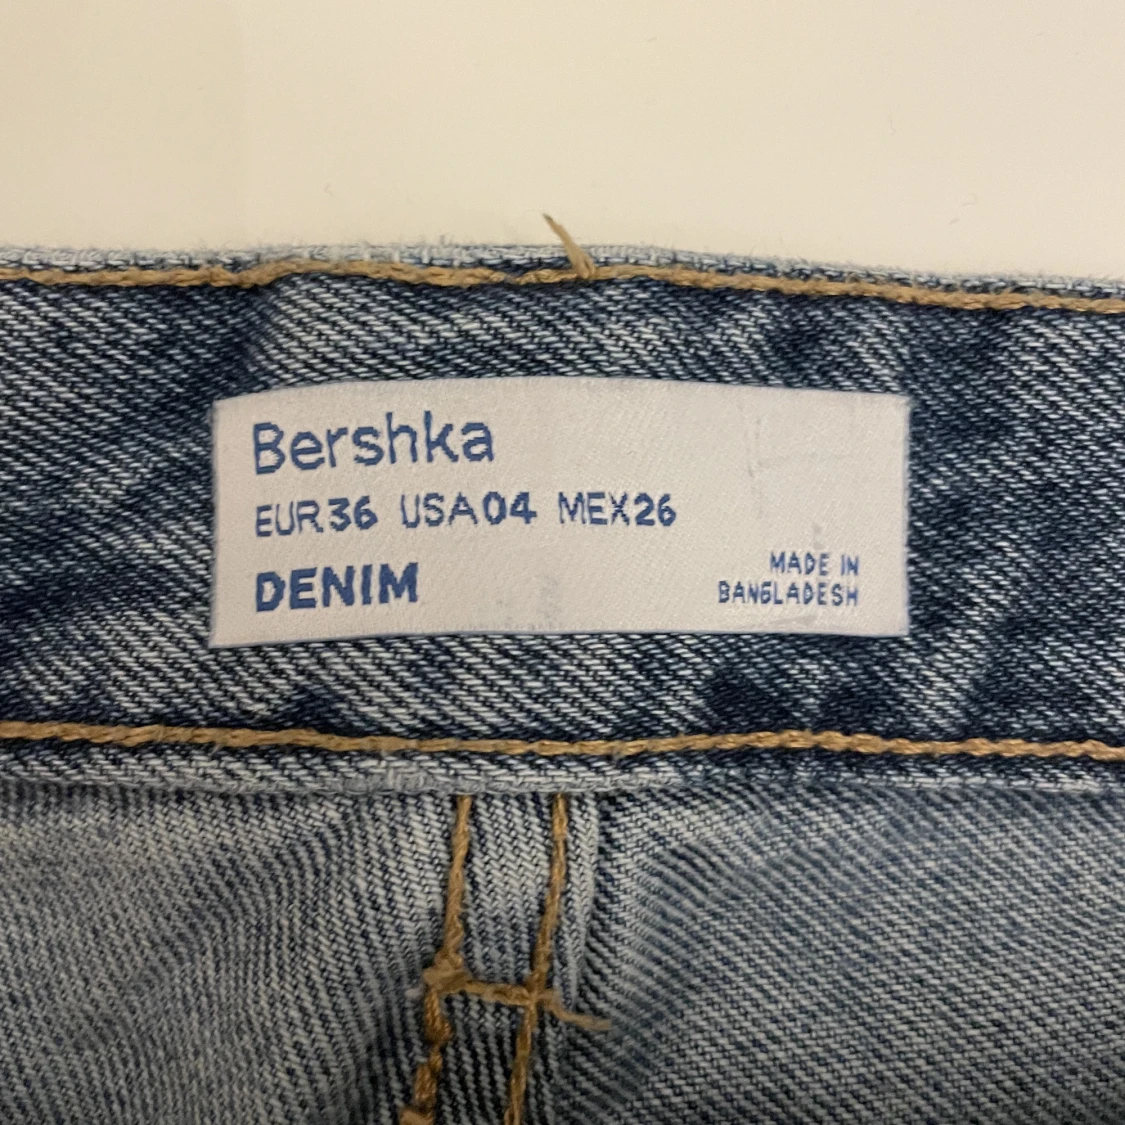 Bershka
EUR36 USA04 MEX26
DENIM
MADE IN
BANGLADESH